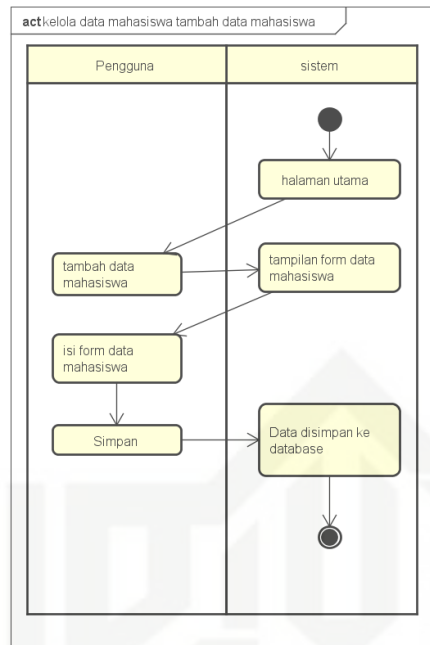 act kelola data mahasiswa tambah data mahasiswa
Pengguna
sistem
halaman utama
tambah data
mahasiswa
tampilan form data
mahasiswa
isi form data
mahasiswa
Simpan
Data disimpan ke
database